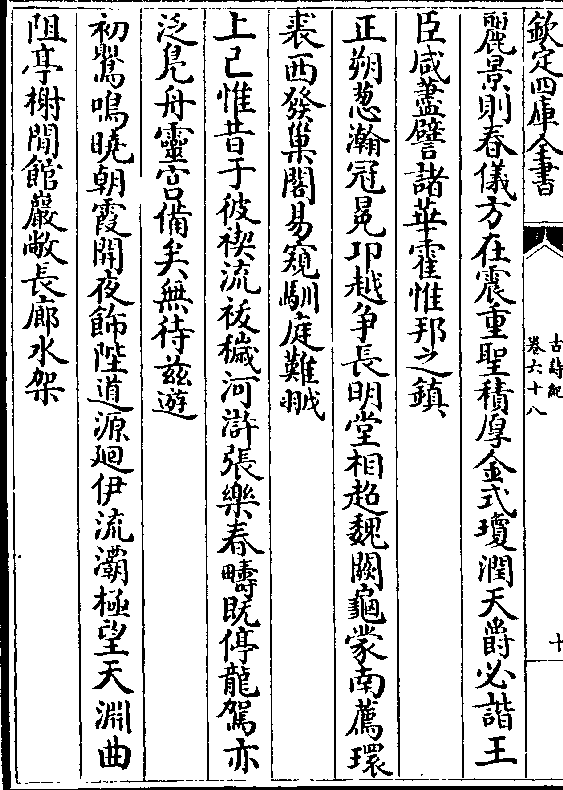 欽定四庫全書
古詩紀
卷六十八
十
麗景則春儀方在震重聖積厚金式瓊潤天爵必諧王
臣咸藎譬諸華霍惟邦之鎮
正朔葱瀚冠冕卭越争長明堂相趍魏闕龜蒙南薦環
裘西發巢閣易窺馴庭難狘
上已惟昔于彼禊流祓穢河滸張樂春疇既停龍駕亦
泛鳬舟靈宫備矣無待兹遊
初鸎鳴曉朝霞開夜飾陛道源廻伊流灞極望天淵曲
阻亭榭閒館巖敞長廊水架